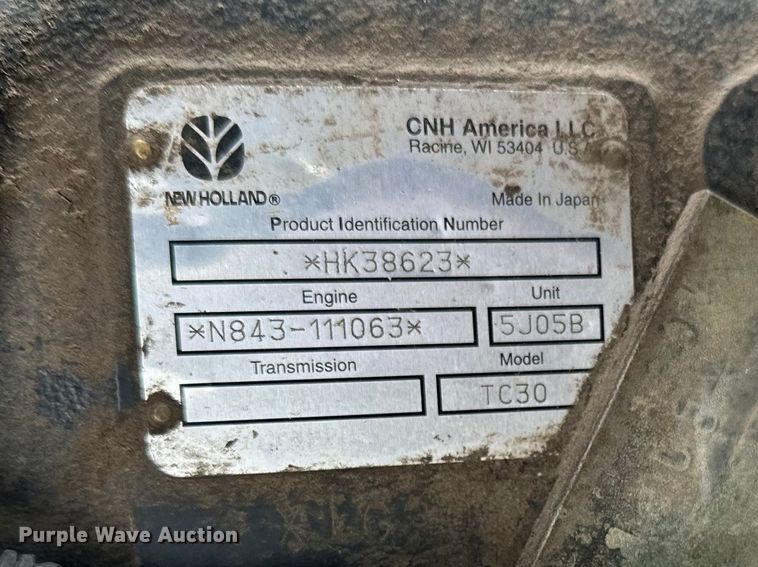 CNH America LLC
Racine, WI 53404 U.S.A
NEW HOLLAND®
Made In Japan
Product Identification Number
*HK38623*
Engine
Unit
*N843-111063*
5J05B
Transmission
Model
TC30
Purple Wave Auction